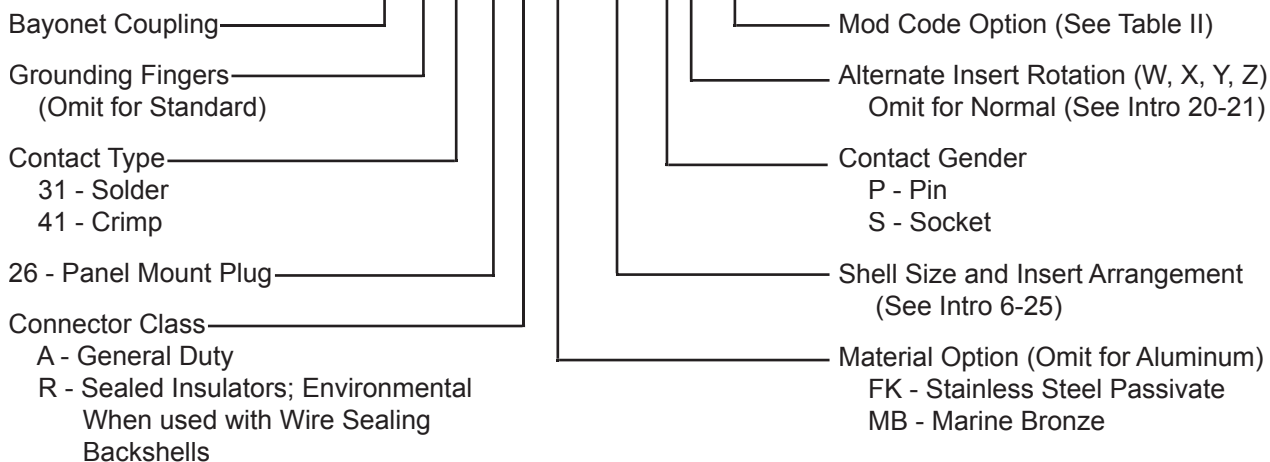 Bayonet Coupling
Grounding Fingers
(Omit for Standard)
Contact Type
31 - Solder
41 - Crimp
26 - Panel Mount Plug
Connector Class
A - General Duty
R - Sealed Insulators; Environmental
When used with Wire Sealing
Backshells
Mod Code Option (See Table II)
Alternate Insert Rotation (W, X, Y, Z)
Omit for Normal (See Intro 20-21)
Contact Gender
P - Pin
S - Socket
Shell Size and Insert Arrangement
(See Intro 6-25)
Material Option (Omit for Aluminum)
FK - Stainless Steel Passivate
MB - Marine Bronze